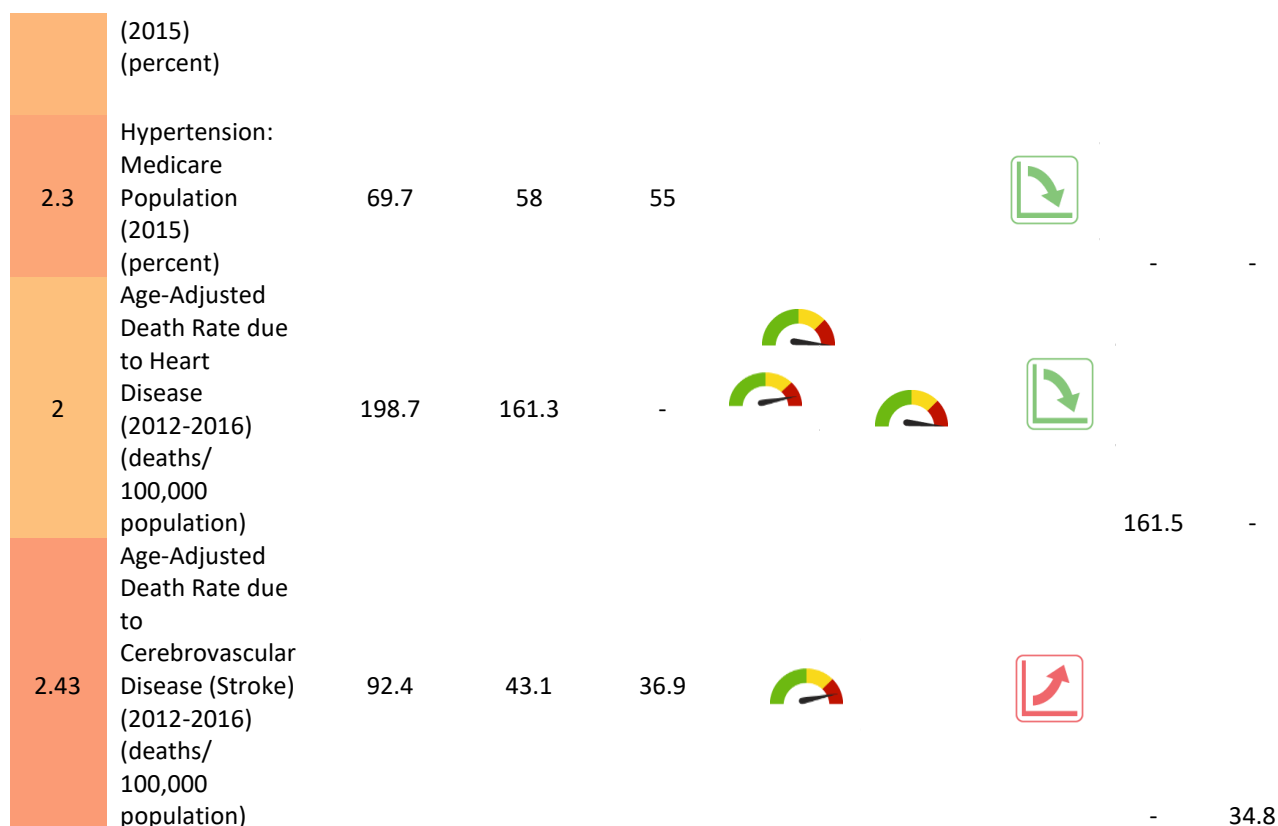 (2015)
(percent)
Hypertension:
Medicare
2.3 Population 69.7 58 55
(2015)
(percent) - -
Age-Adjusted
Death Rate due
to Heart
Disease
2 (2012-2016) 198.7 161.3 -
(deaths/
100,000
population) 161.5 -
Age-Adjusted
Death Rate due
to
Cerebrovascular
2.43 Disease (Stroke) 92.4 43.1 36.9
(2012-2016)
(deaths/
100,000
population) - 34.8